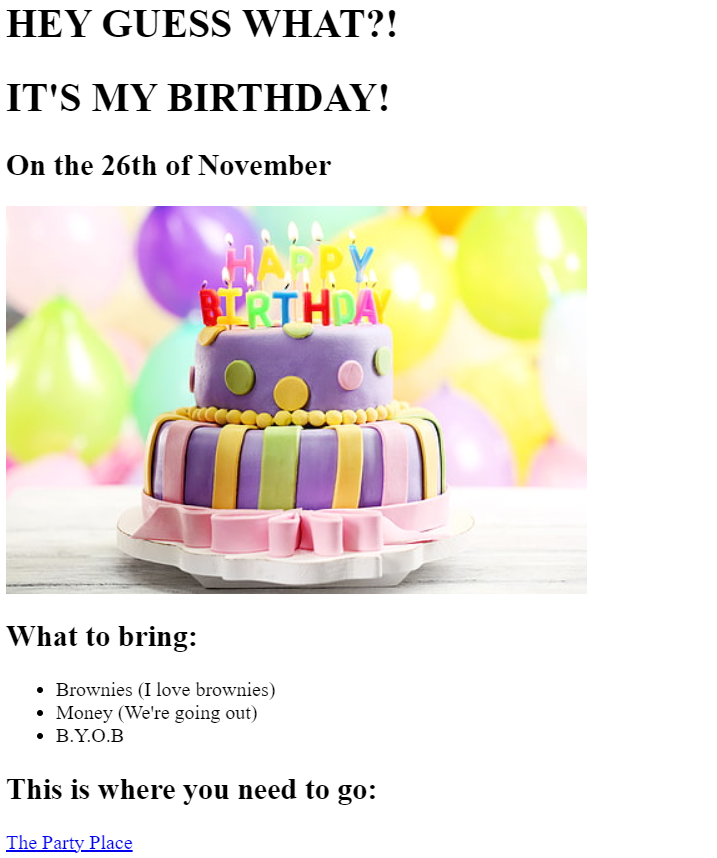 HEY GUESS WHAT?!
IT'S MY BIRTHDAY!
On the 26th of November
HAPPY
BIRTHDAY
What to bring:
Brownies (I love brownies)
Money (We're going out)
B.Y.O.B
This is where you need to go:
The Party Place